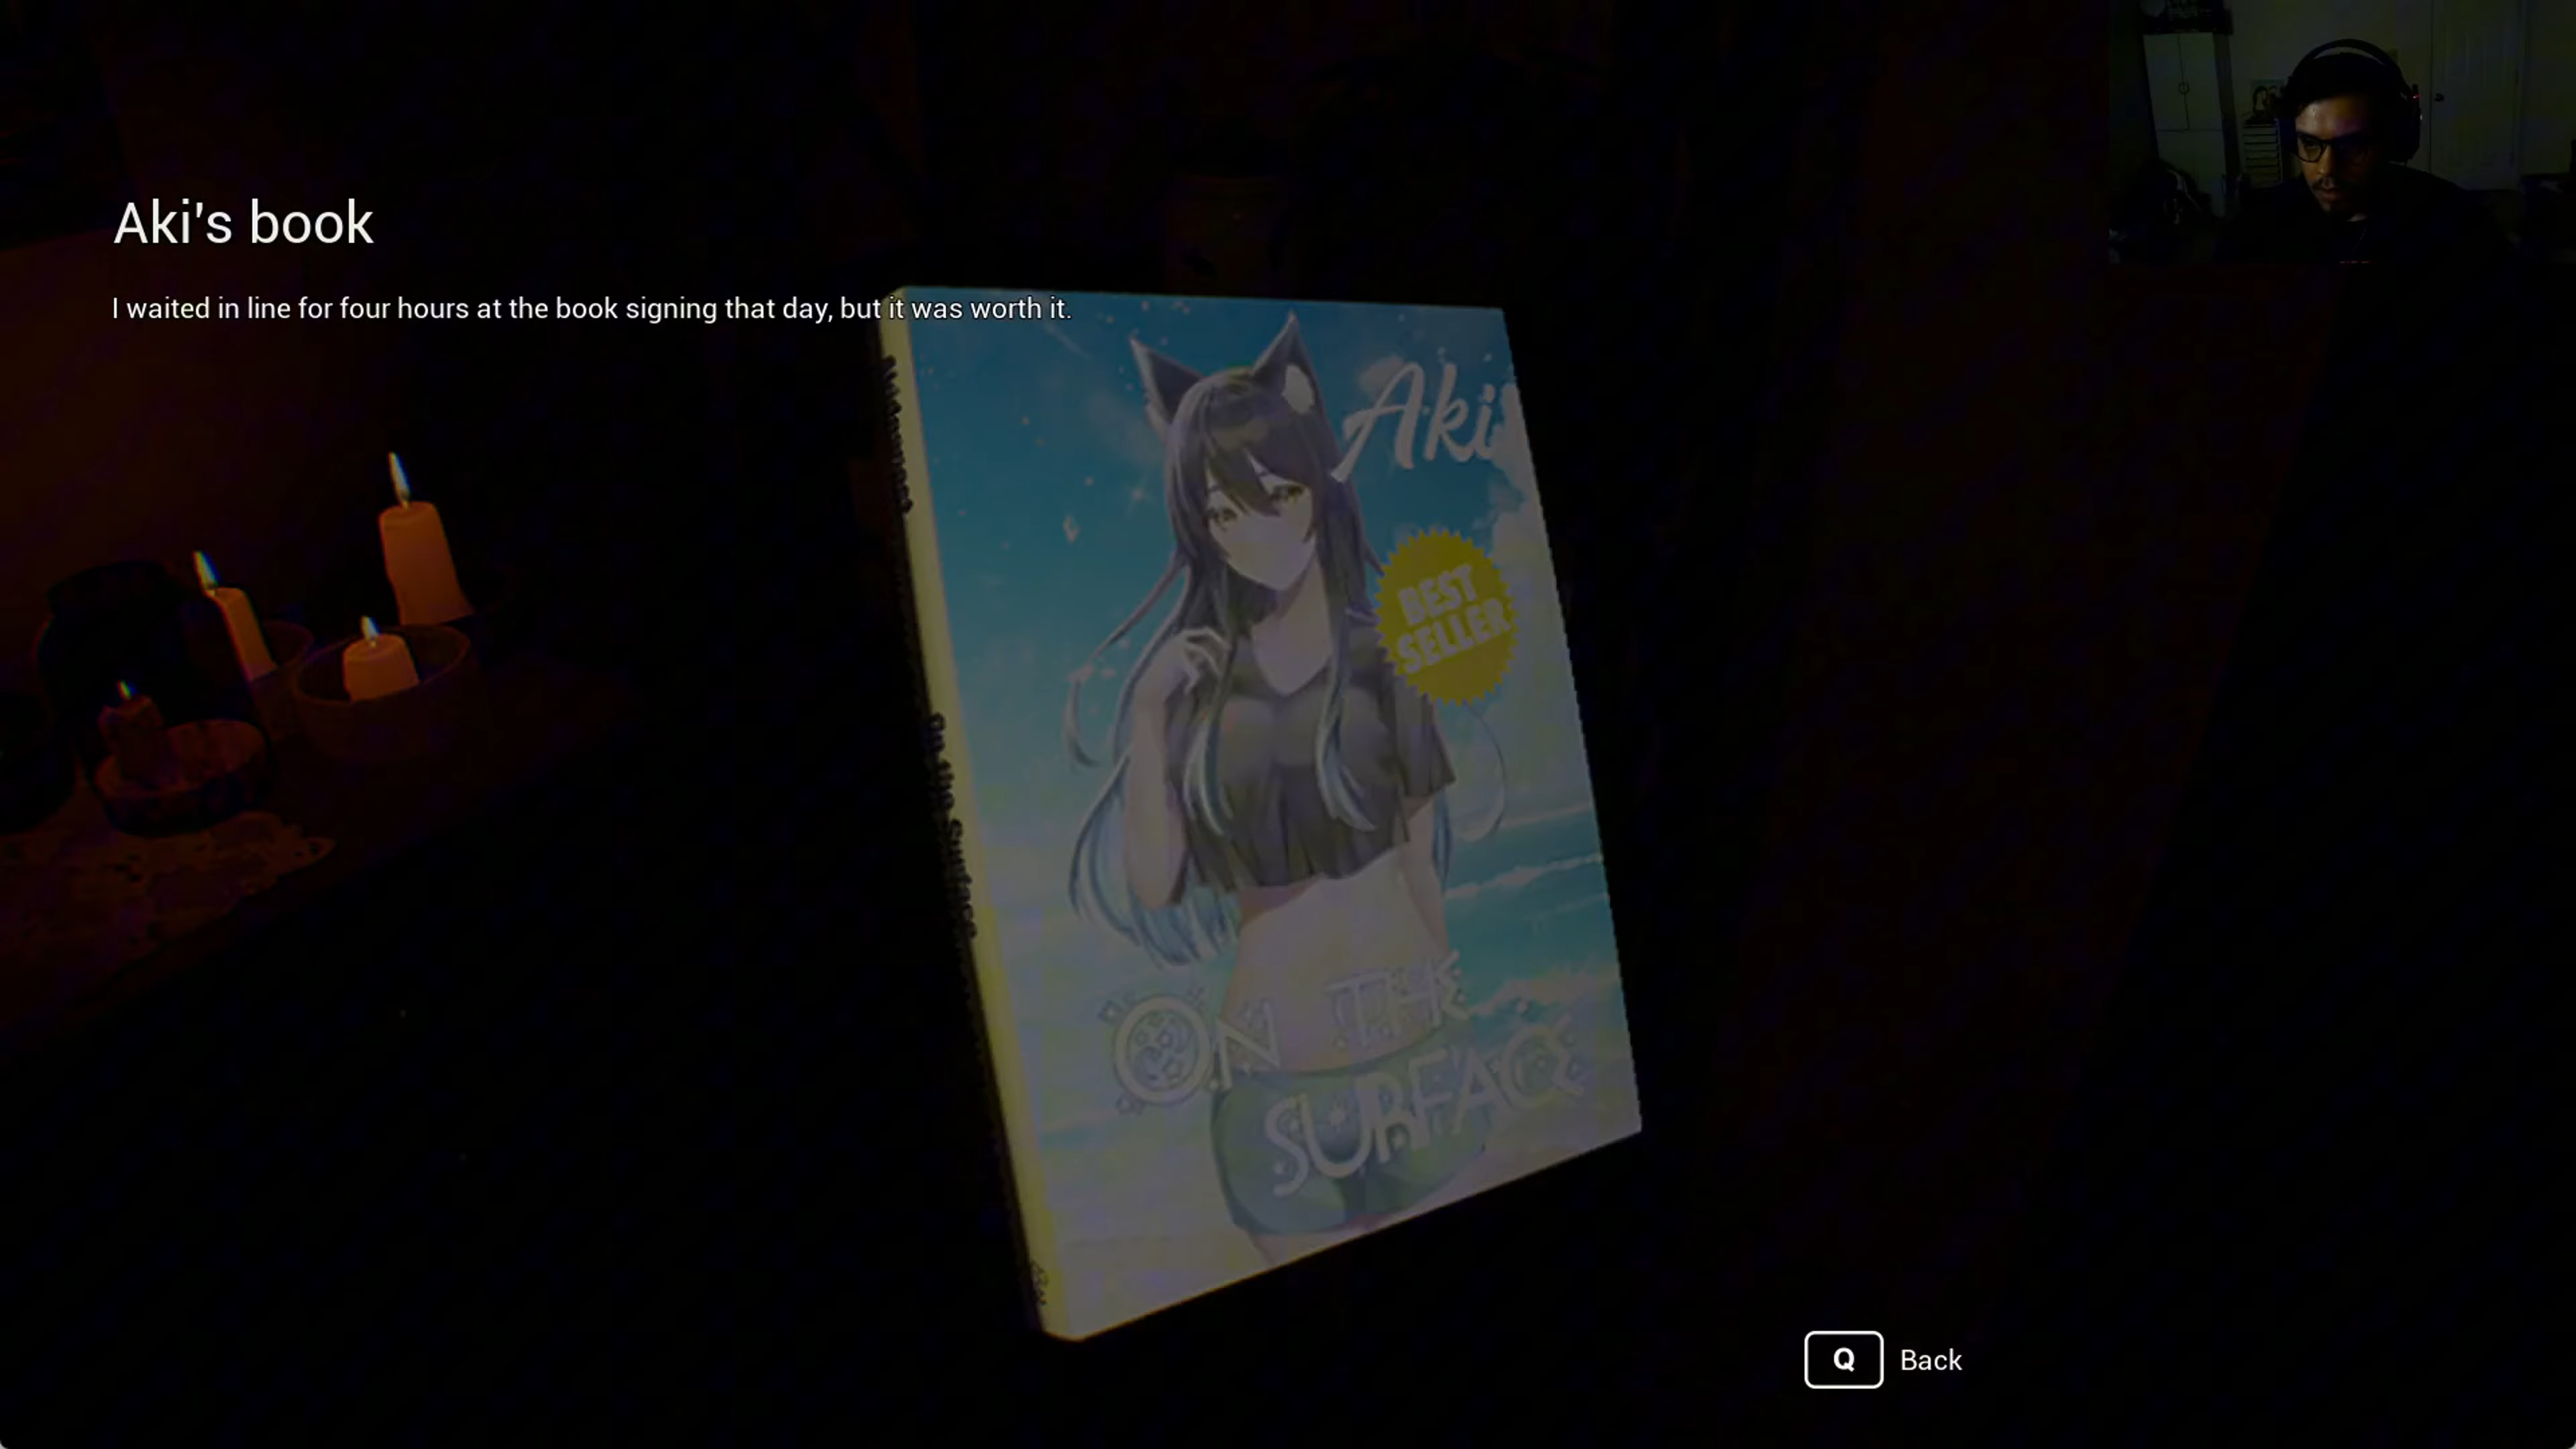 Aki's book
I waited in line for four hours at the book signing that day, but it was worth it.
Aki
BEST
SELLER
ON THE
SURFACE
Q Back